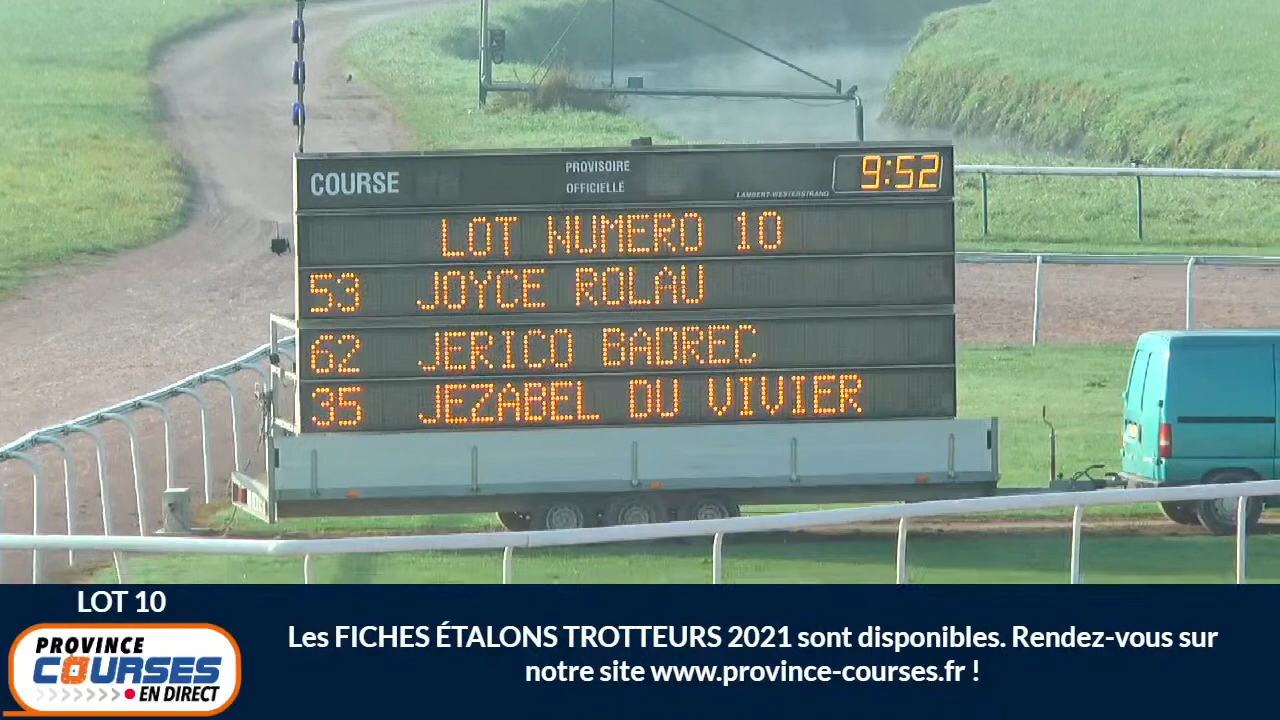 PROVISOIRE
COURSE
OFFICIELLE
LAMBERT-WESTERSTRAND
9:52
LOT NUMERO 10
53 JOYCE ROLAU
62 JERICO BADREC
35 JEZABEL DU VIVIER
LOT 10
PROVINCE
COURSES
EN DIRECT
Les FICHES ÉTALONS TROTTEURS 2021 sont disponibles. Rendez-vous sur
notre site www.province-courses.fr !